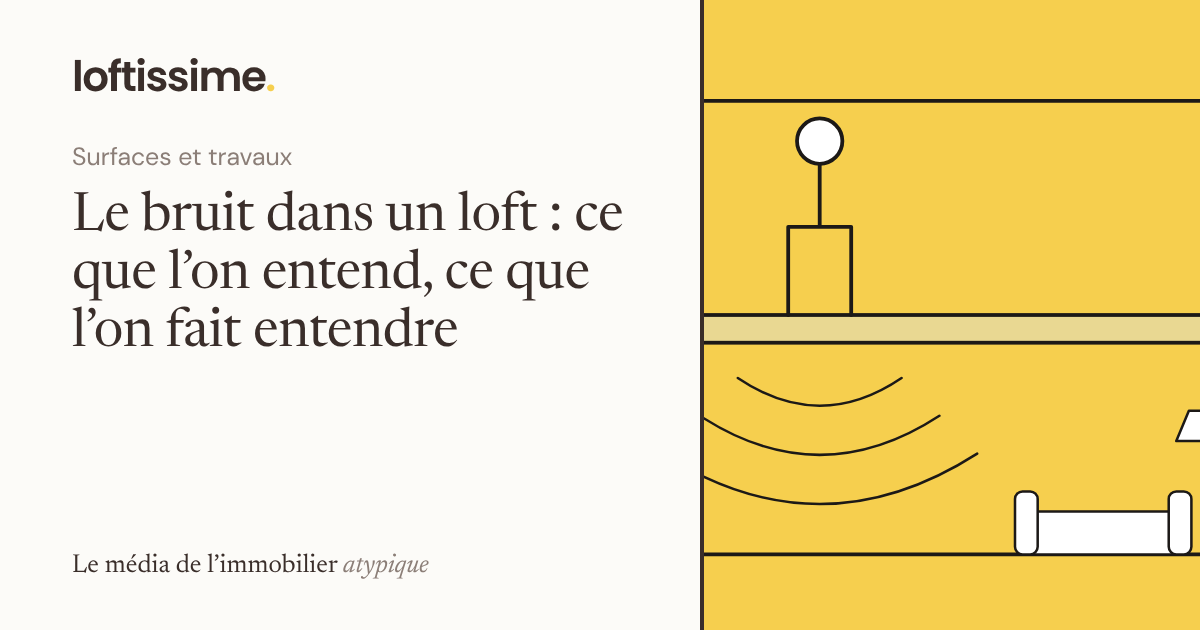 loftissime.
Surfaces et travaux
Le bruit dans un loft : ce
que l’on entend, ce que
l’on fait entendre
Le média de l’immobilier atypique